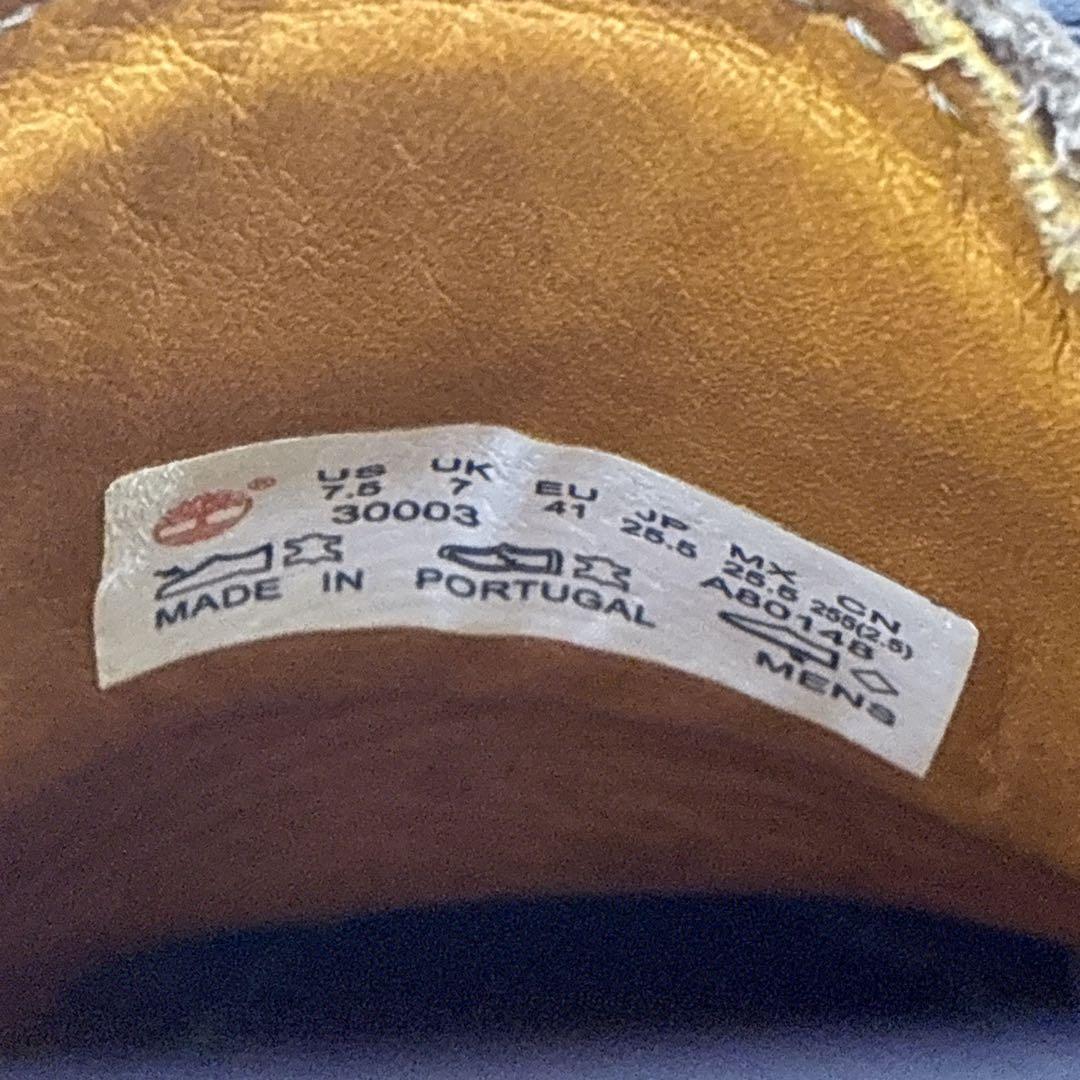 US UK EU JP MX CN
7.5 7 41 25.5 25.5 255(2.5)
30003 A80148
MADE IN PORTUGAL MENS